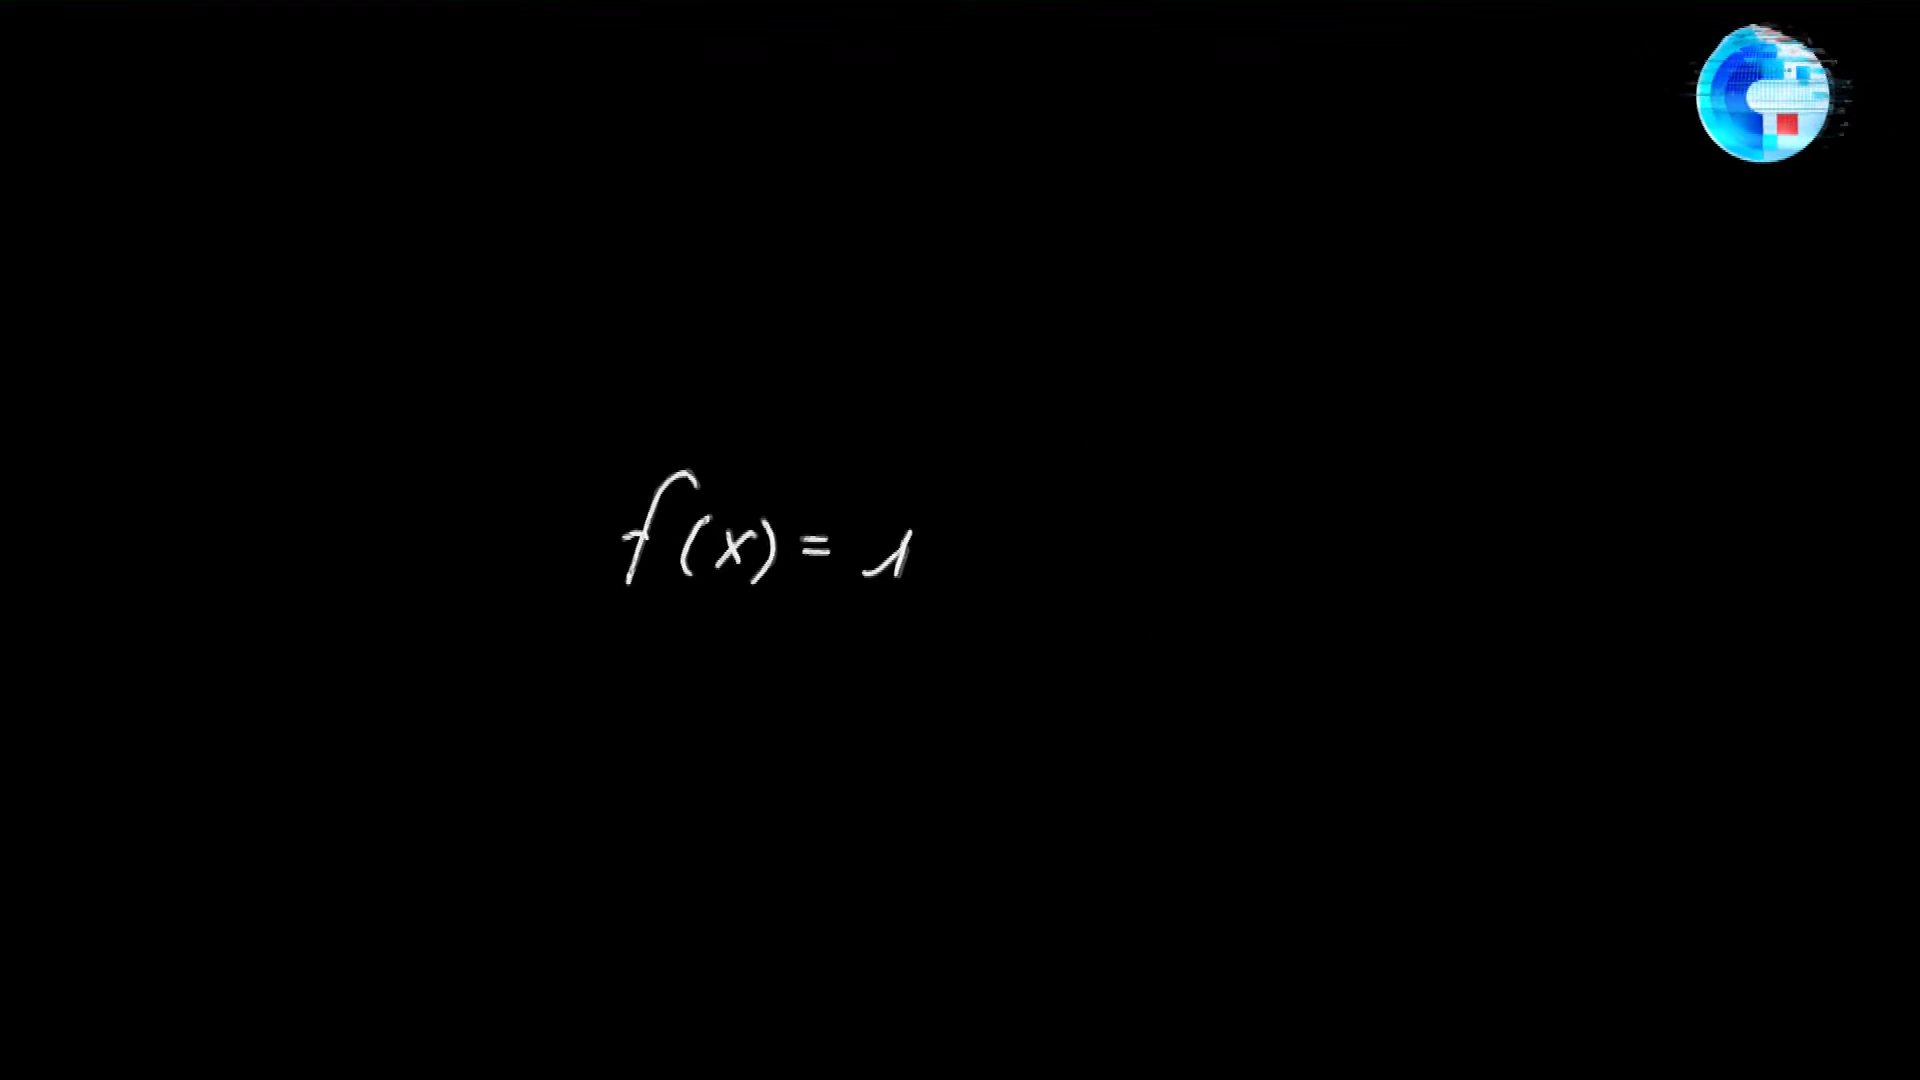 f(x) = 1